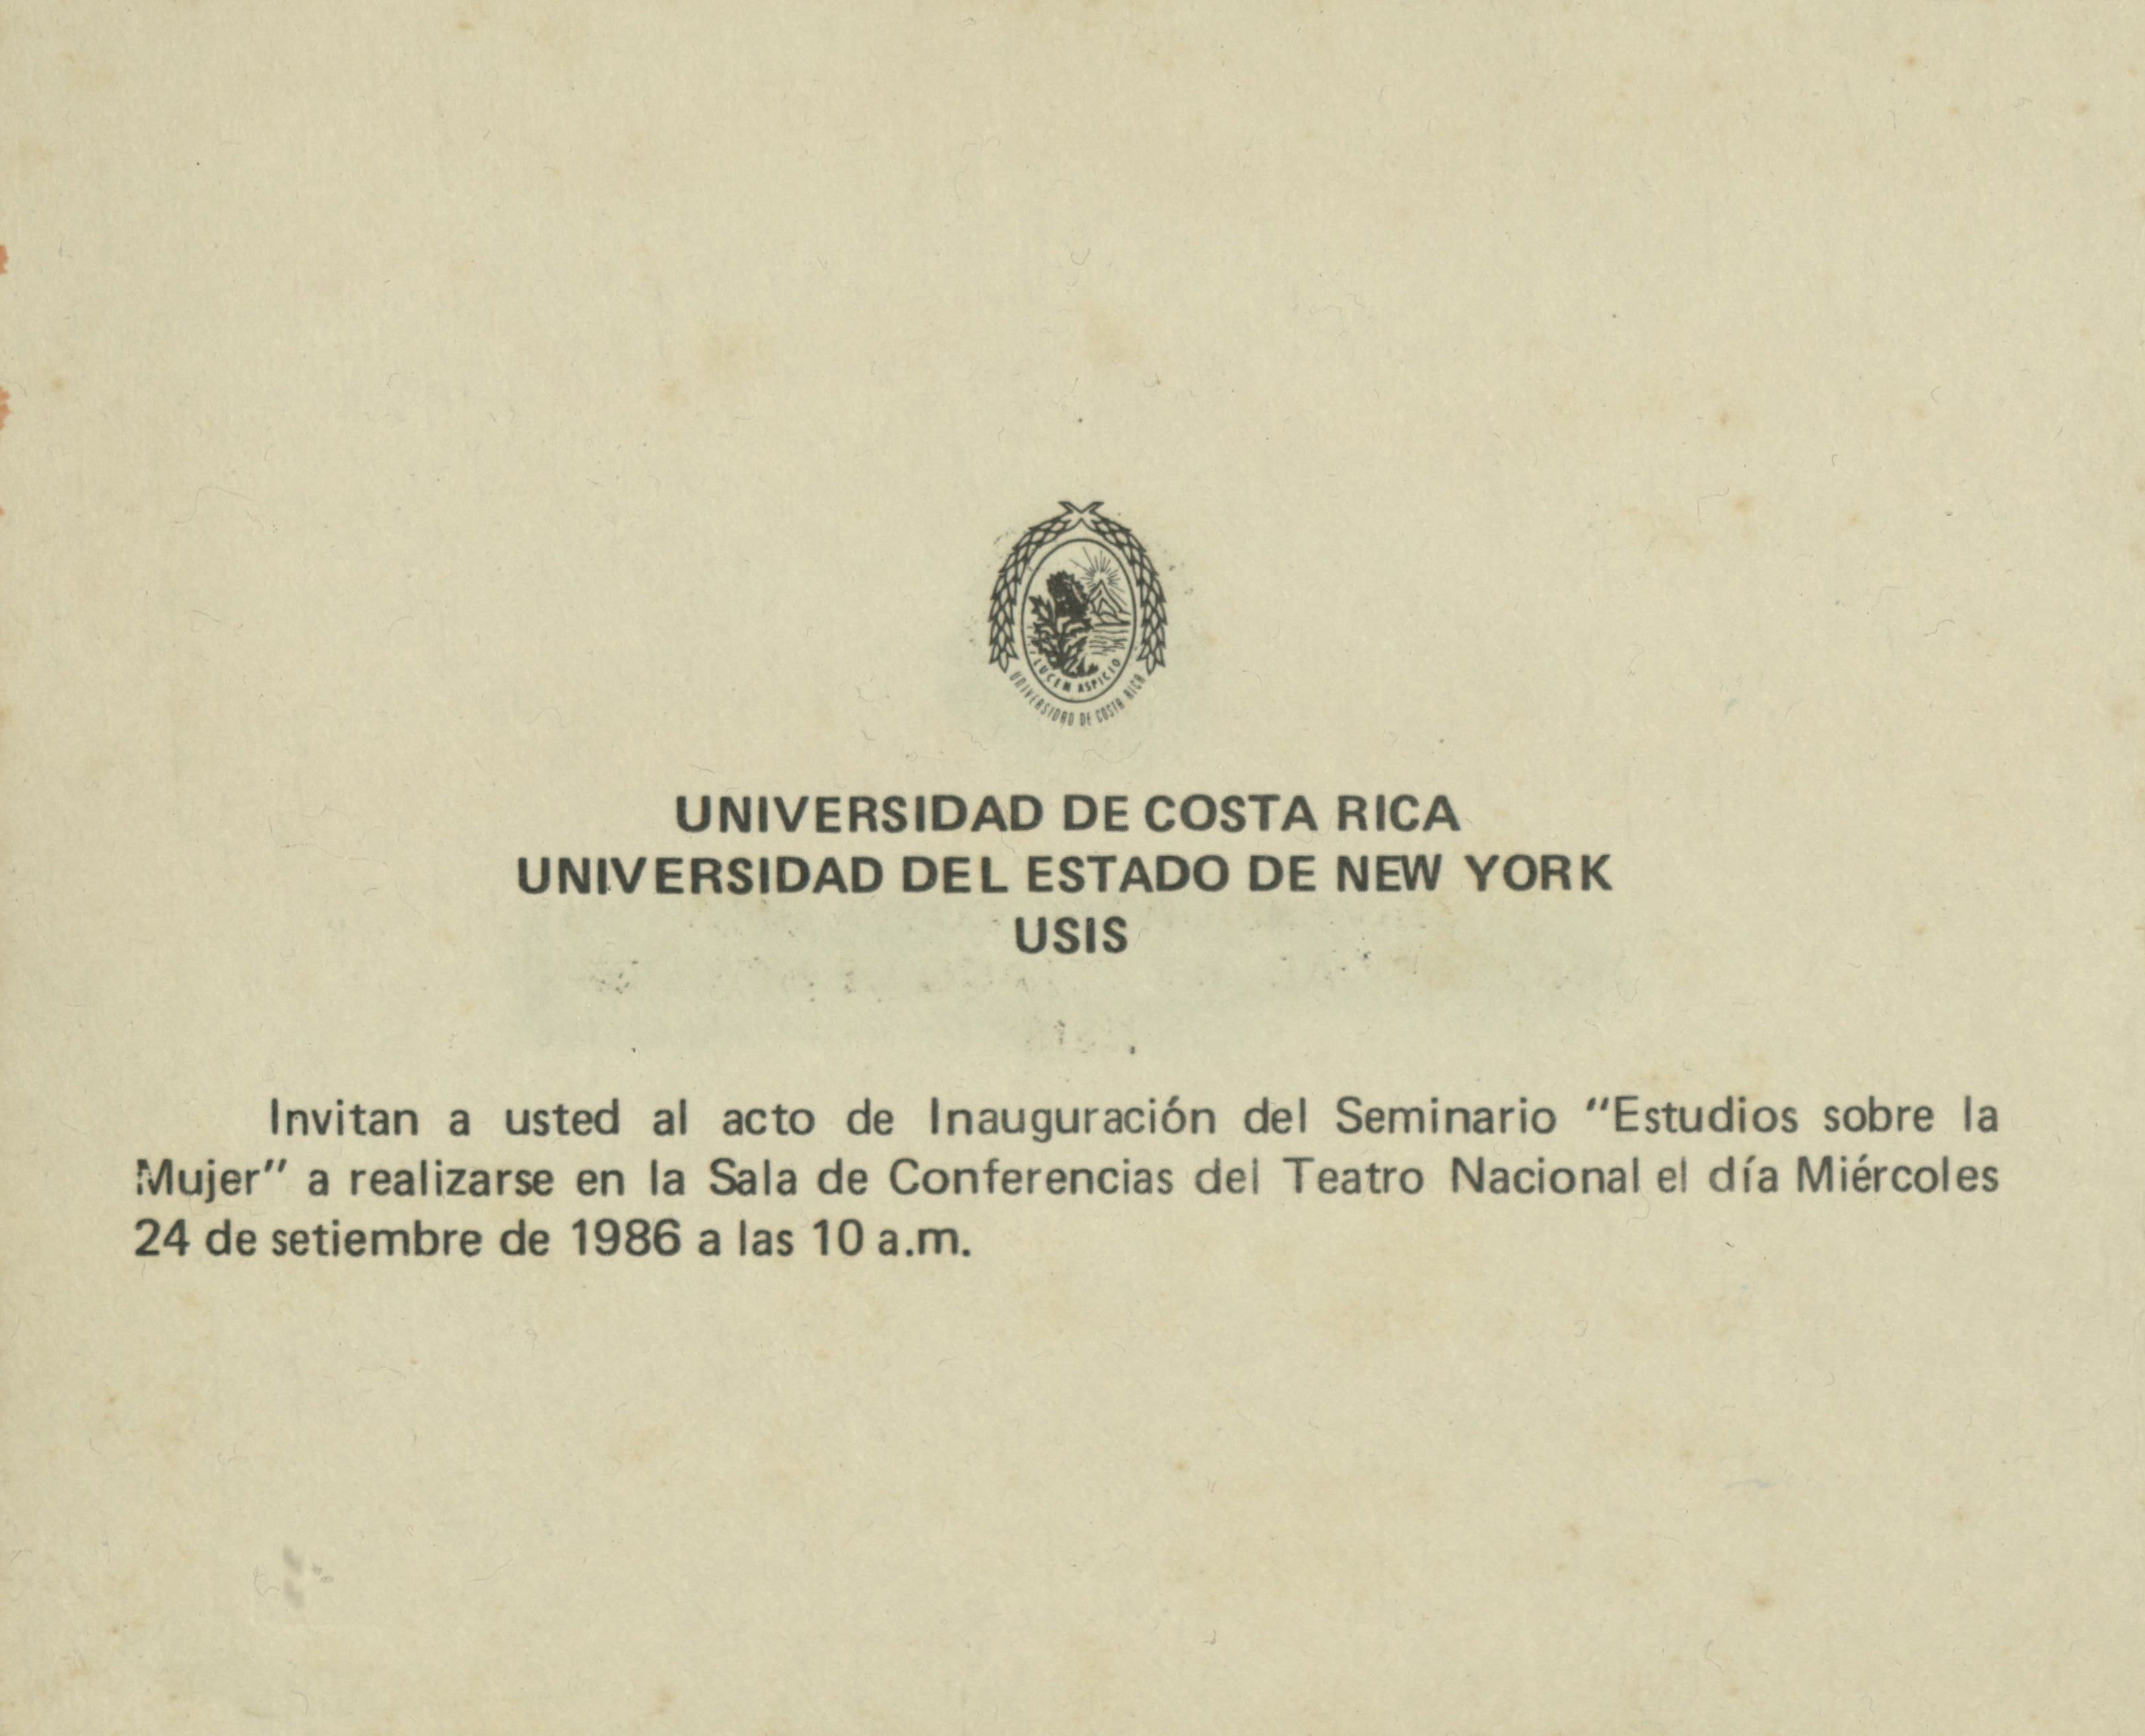 LUCEM ASPICIO
UNIVERSIDAD DE COSTA RICA
UNIVERSIDAD DE COSTA RICA
UNIVERSIDAD DEL ESTADO DE NEW YORK
USIS
Invitan a usted al acto de Inauguración del Seminario "Estudios sobre la
Mujer" a realizarse en la Sala de Conferencias del Teatro Nacional el día Miércoles
24 de setiembre de 1986 a las 10 a.m.